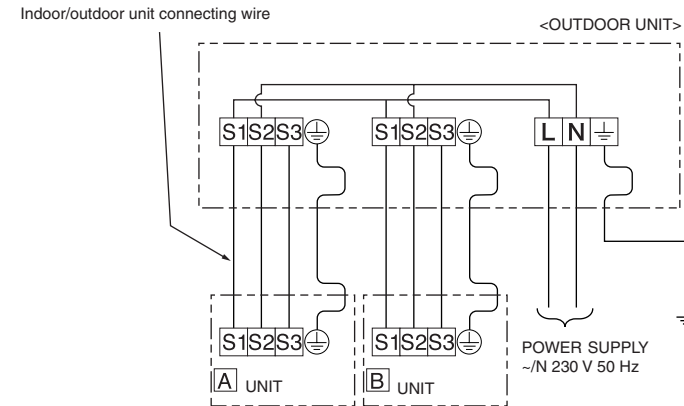 Indoor/outdoor unit connecting wire
<OUTDOOR UNIT>
S1 S2 S3
S1 S2 S3
L N
S1 S2 S3
S1 S2 S3
A UNIT
B UNIT
POWER SUPPLY
~/N 230 V 50 Hz